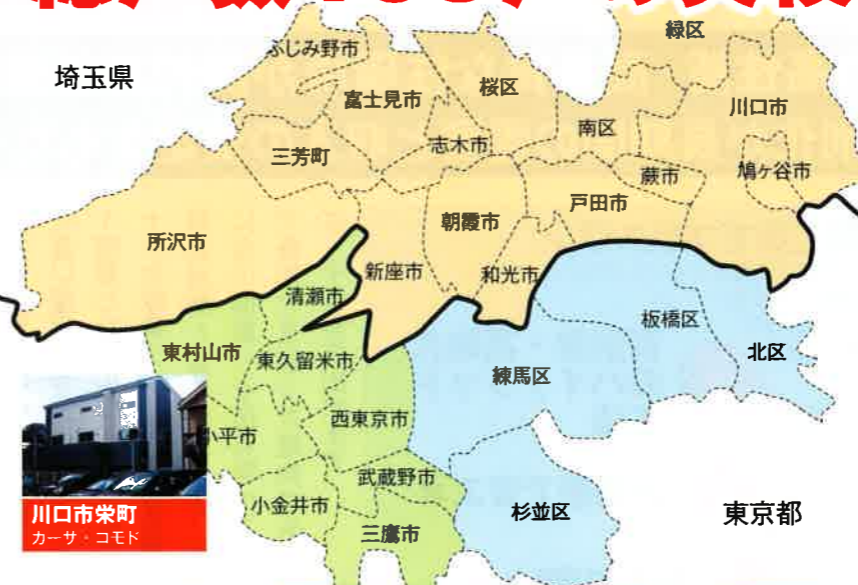 緑区
ふじみ野市
埼玉県
富士見市
桜区
川口市
南区
志木市
三芳町
蕨市
鳩ヶ谷市
戸田市
朝霞市
所沢市
新座市
和光市
清瀬市
板橋区
東村山市
東久留米市
北区
練馬区
西東京市
小平市
武蔵野市
小金井市
杉並区
東京都
三鷹市
川口市栄町
カーサ・コモド